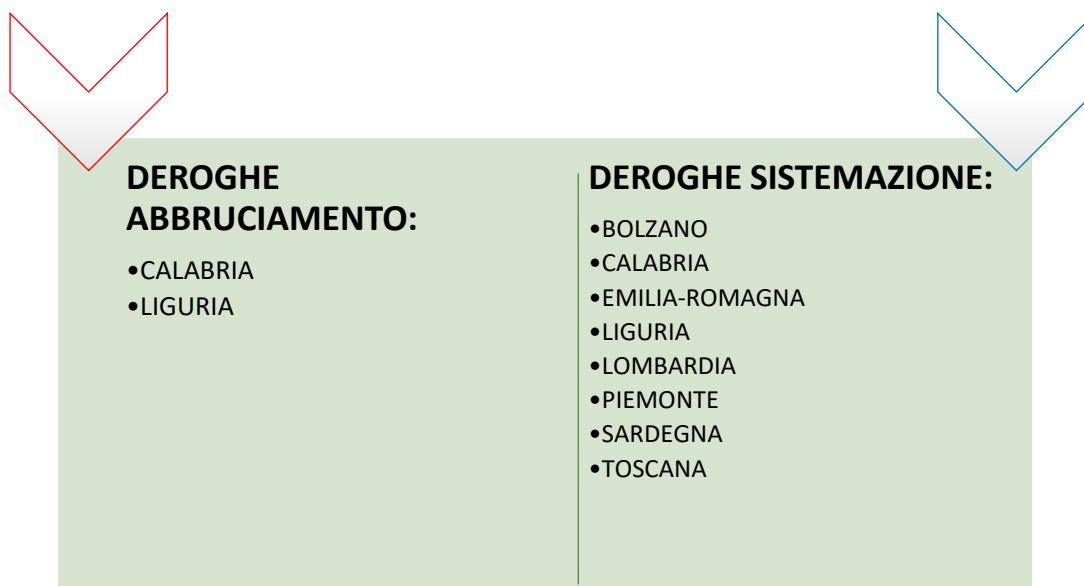 DEROGHE
ABBRUCIAMENTO:
•CALABRIA
•LIGURIA
DEROGHE SISTEMAZIONE:
•BOLZANO
•CALABRIA
•EMILIA-ROMAGNA
•LIGURIA
•LOMBARDIA
•PIEMONTE
•SARDEGNA
•TOSCANA